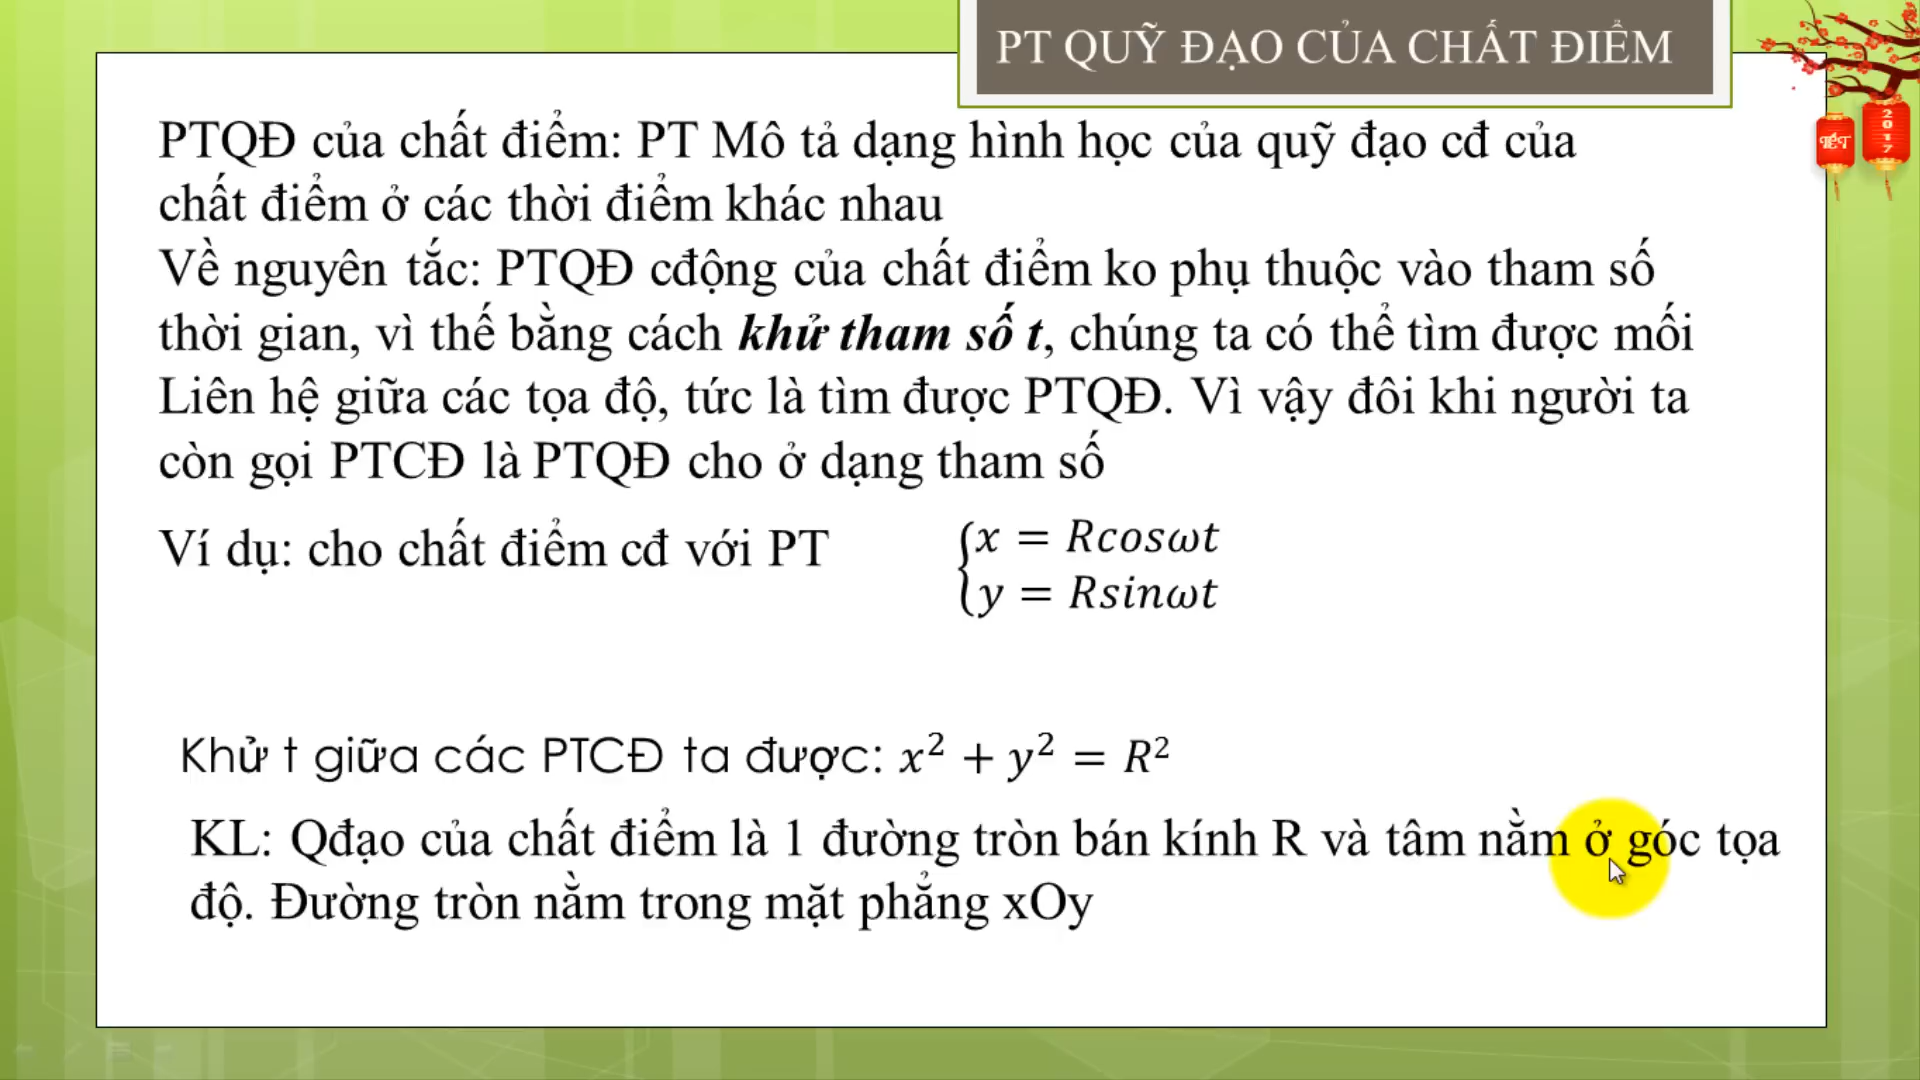 PT QUỸ ĐẠO CỦA CHẤT ĐIỂM
TẾT
2017
PTQĐ của chất điểm: PT Mô tả dạng hình học của quỹ đạo cđ của
chất điểm ở các thời điểm khác nhau
Về nguyên tắc: PTQĐ cđộng của chất điểm ko phụ thuộc vào tham số
thời gian, vì thế bằng cách khử tham số t, chúng ta có thể tìm được mối
Liên hệ giữa các tọa độ, tức là tìm được PTQĐ. Vì vậy đôi khi người ta
còn gọi PTCĐ là PTQĐ cho ở dạng tham số
Ví dụ: cho chất điểm cđ với PT
{x = Rcosωt
y = Rsinωt
Khử t giữa các PTCĐ ta được: x² + y² = R²
KL: Qđạo của chất điểm là 1 đường tròn bán kính R và tâm nằm ở góc tọa
độ. Đường tròn nằm trong mặt phẳng xOy